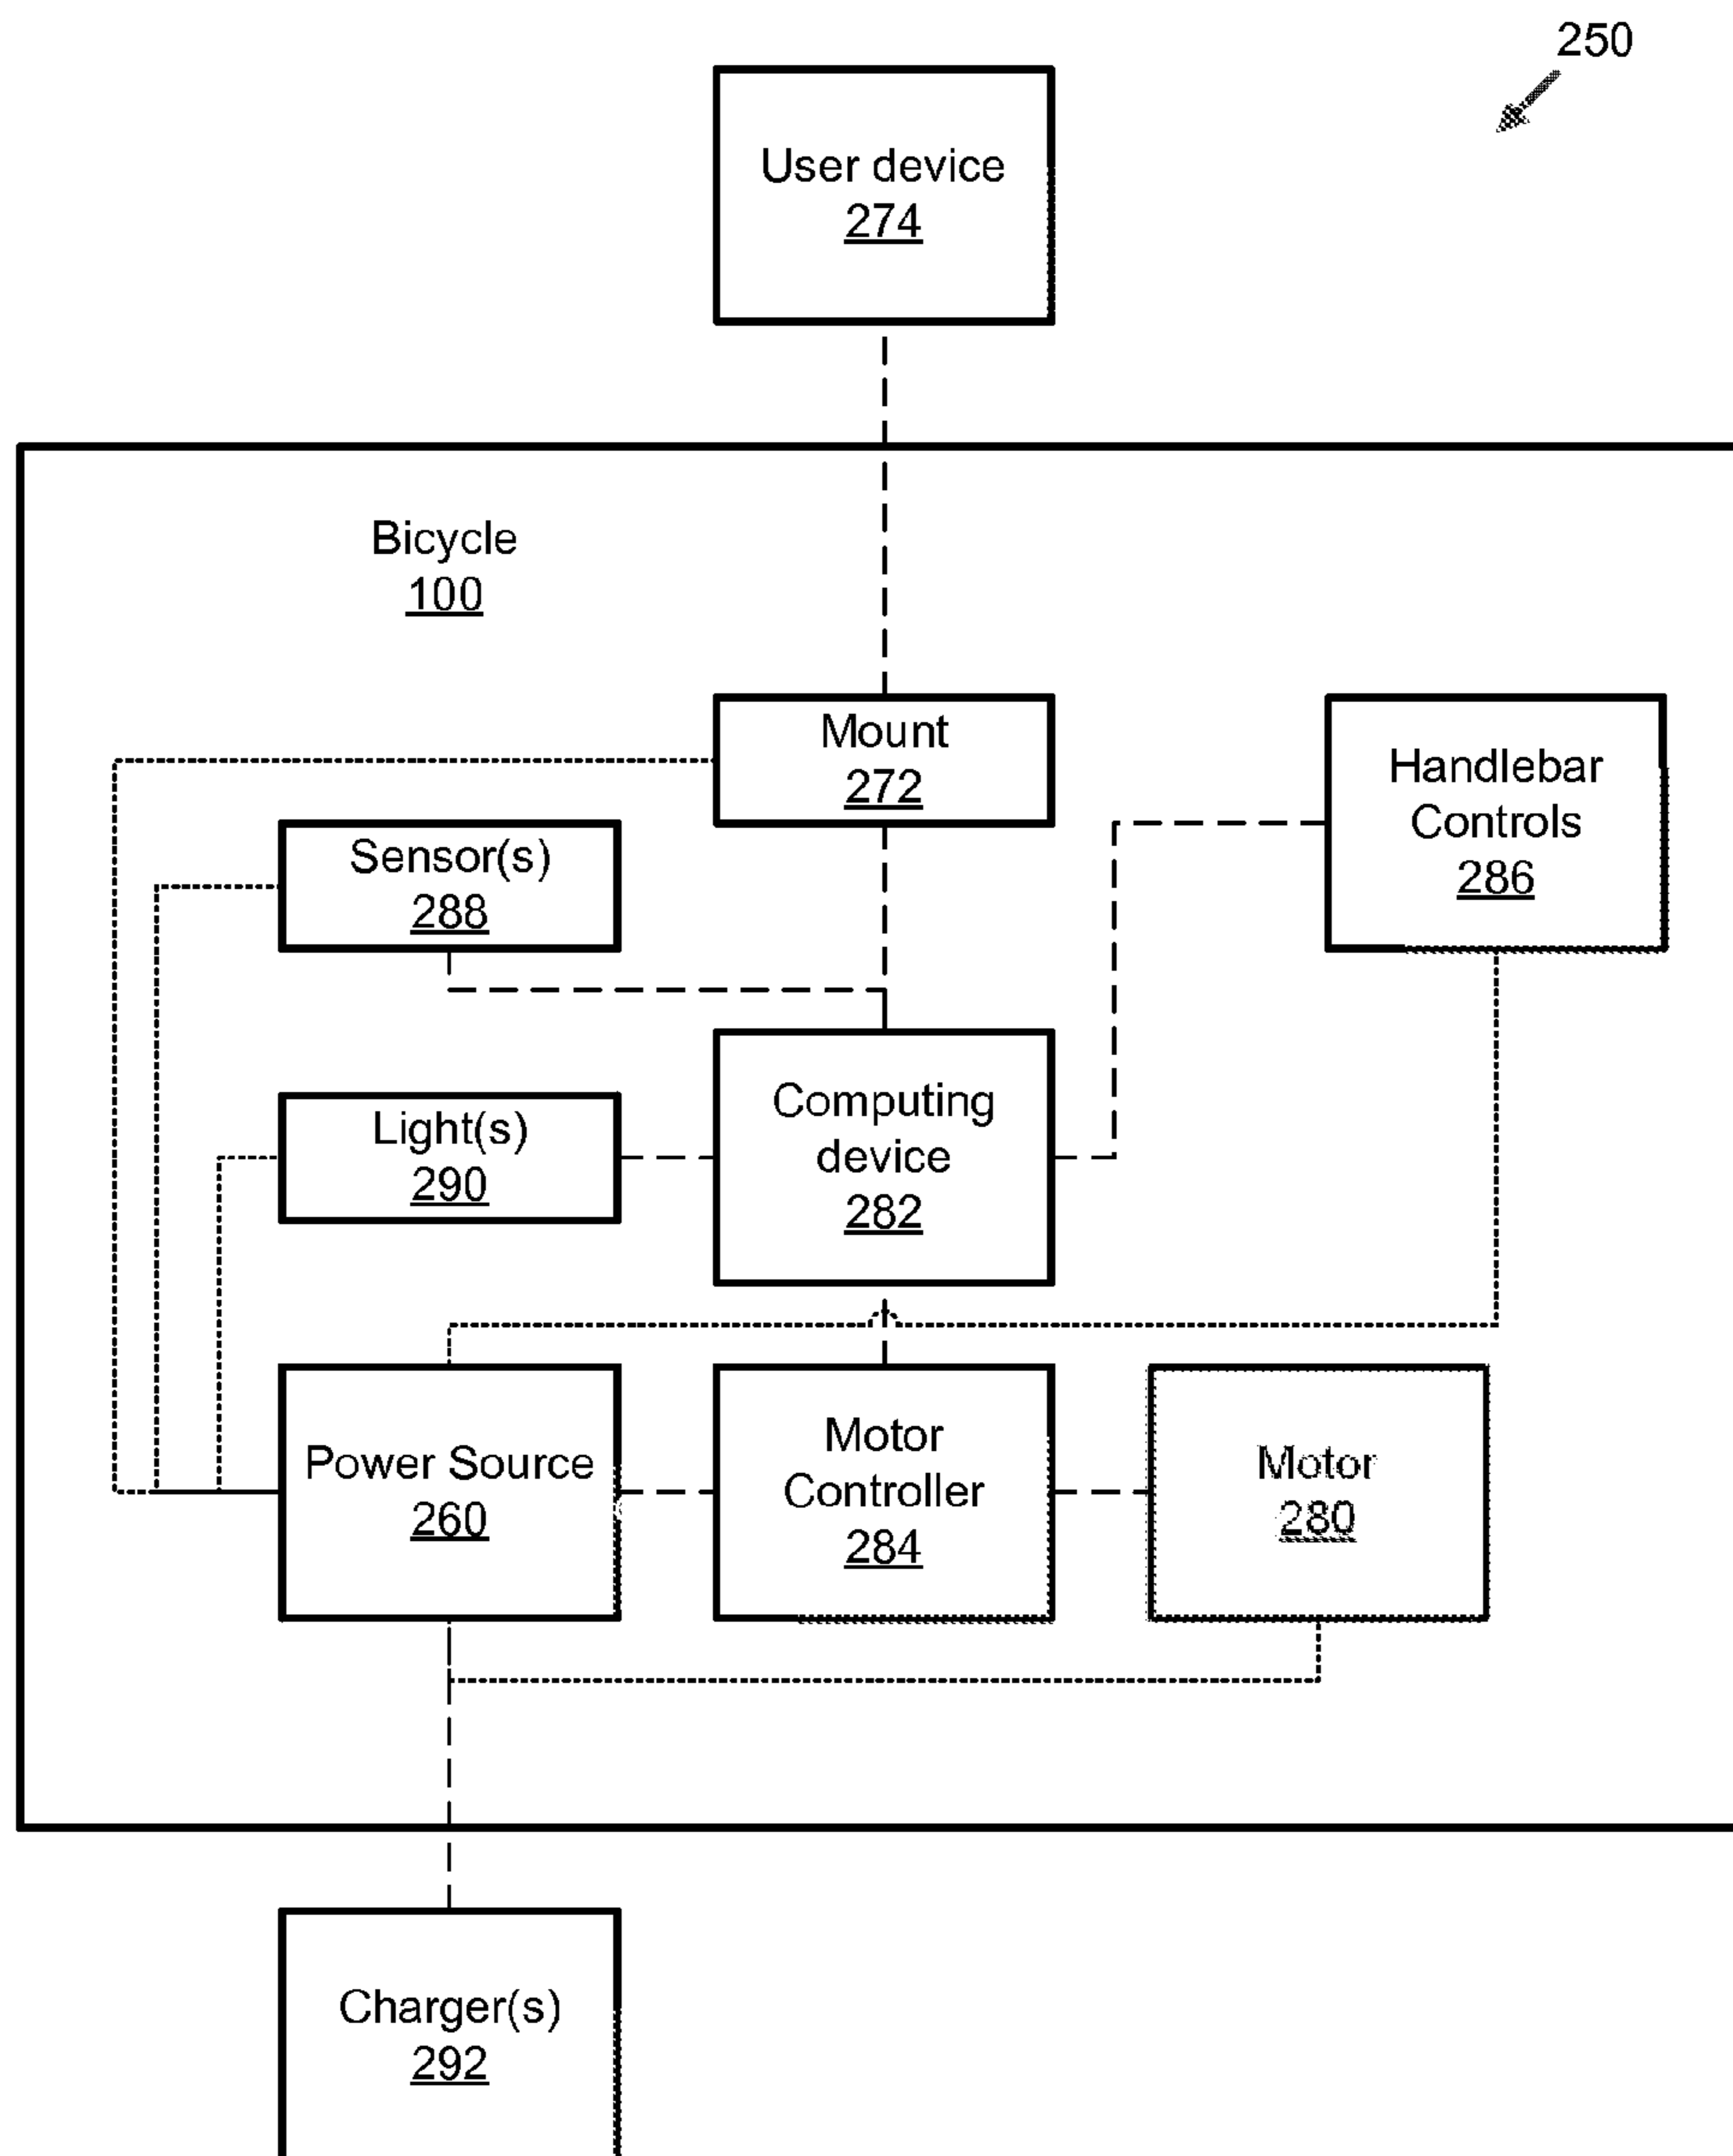 250
User device
274
Bicycle
100
Mount
272
Handlebar
Controls
286
Sensor(s)
288
Computing
device
282
Light(s)
290
Power Source
260
Motor
Controller
284
Motor
280
Charger(s)
292